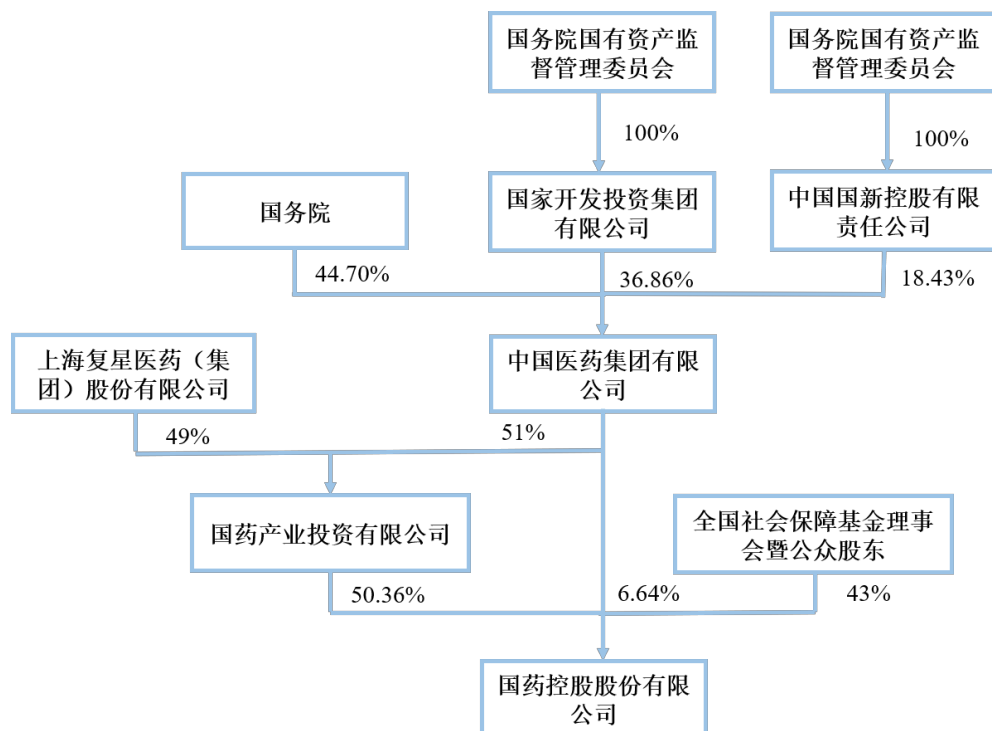 国务院国有资产监
督管理委员会
国务院国有资产监
督管理委员会
100%
100%
国务院
国家开发投资集团
有限公司
中国国新控股有限
责任公司
44.70%
36.86%
18.43%
上海复星医药（集
团）股份有限公司
中国医药集团有限
公司
49%
51%
国药产业投资有限公司
全国社会保障基金理事
会暨公众股东
50.36%
6.64%
43%
国药控股股份有限
公司